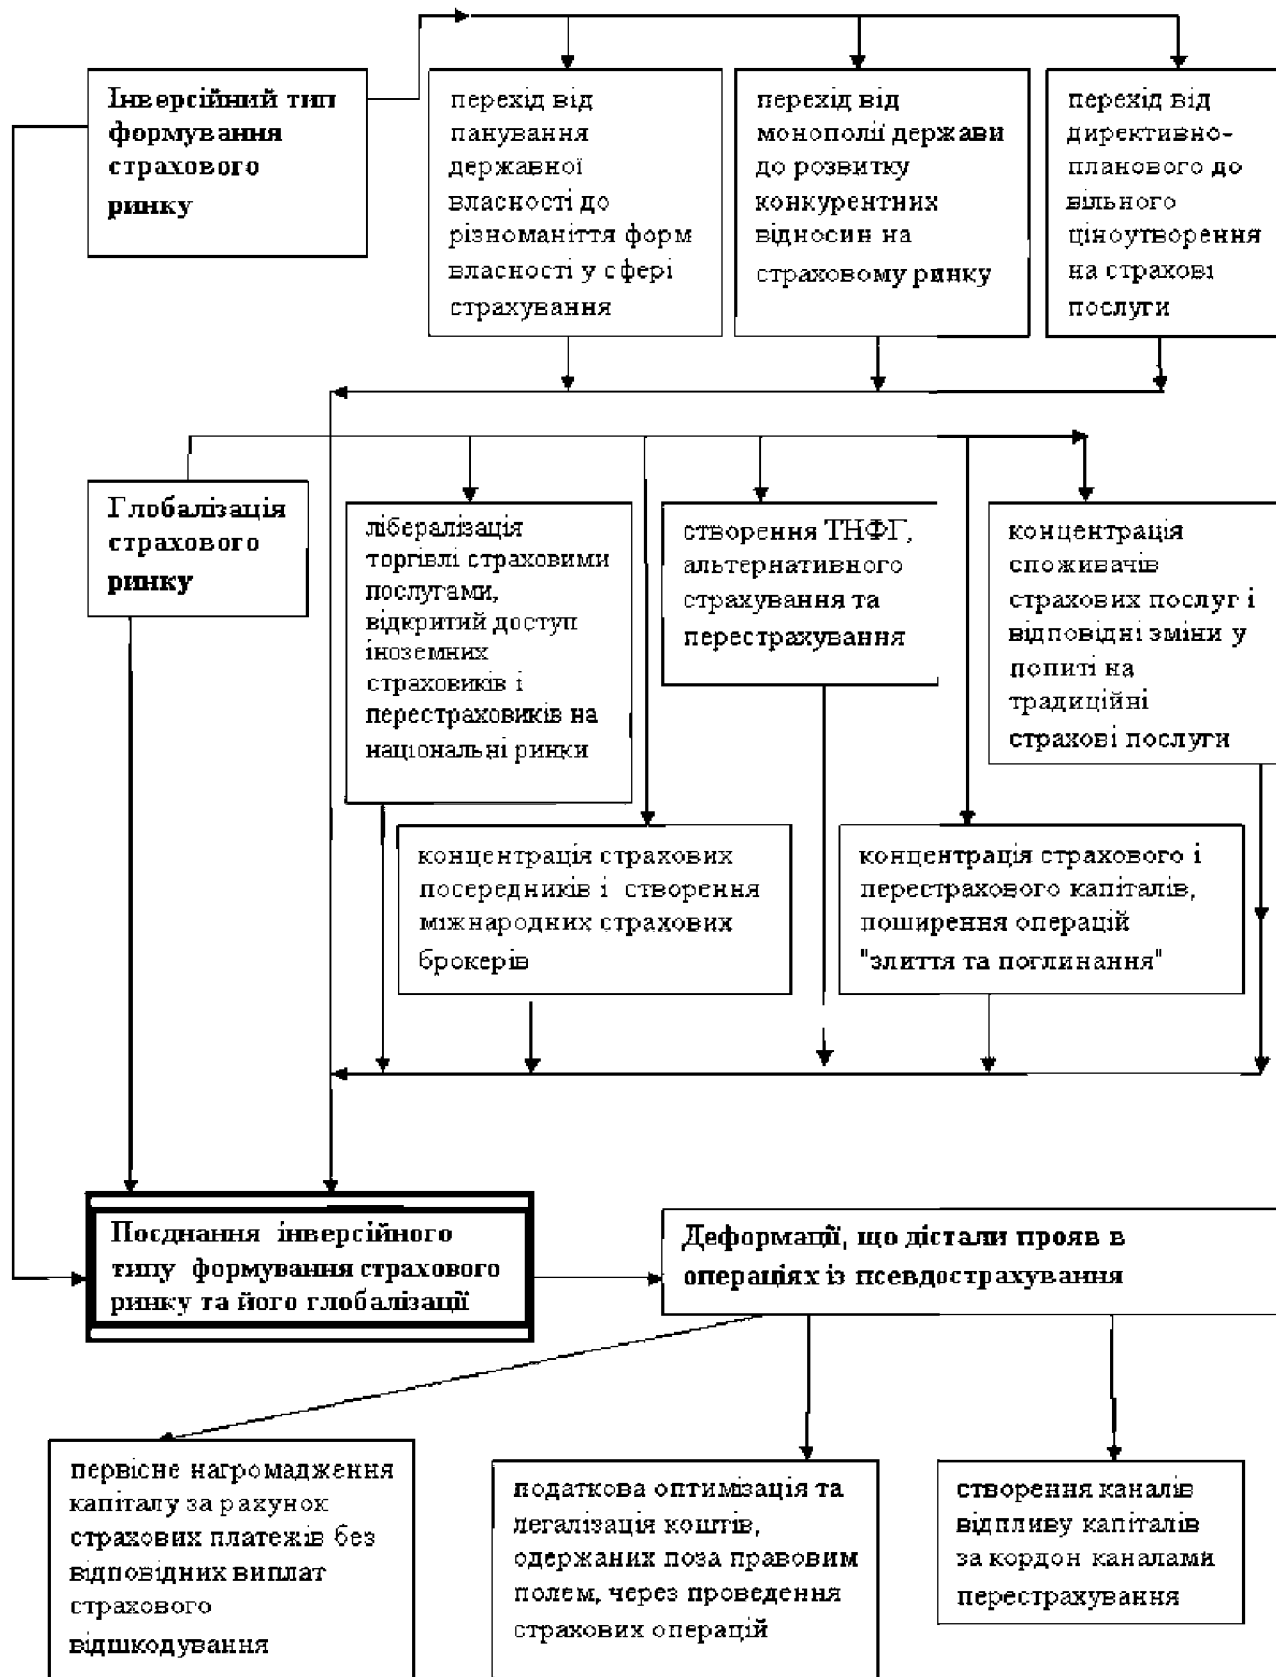 Інверсійний тип
формування
страхового
ринку
перехід від
панування
державної
власності до
різноманіття форм
власності у сфері
страхування
перехід від
монополії держави
до розвитку
конкурентних
відносин на
страховому ринку
перехід від
директивно-
планового до
вільного
ціноутворення
на страхові
послуги
Глобалізація
страхового
ринку
лібералізація
торгівлі страховими
послугами,
відкритий доступ
іноземних
страховиків і
перестраховиків на
національні ринки
створення ТНФГ,
альтернативного
страхування та
перестрахування
концентрація
споживачів
страхових послуг і
відповідні зміни у
попиті на
традиційні
страхові послуги
концентрація страхових
посередників і створення
міжнародних страхових
брокерів
концентрація страхового і
перестрахового капіталів,
поширення операцій
"злиття та поглинання"
Поєднання інверсійного
типу формування страхового
ринку та його глобалізації
Деформації, що дістали прояв в
операціях із псевдострахування
первісне нагромадження
капіталу за рахунок
страхових платежів без
відповідних виплат
страхового
відшкодування
податкова оптимізація та
легалізація коштів,
одержаних поза правовим
полем, через проведення
страхових операцій
створення каналів
відпливу капіталів
за кордон каналами
перестрахування